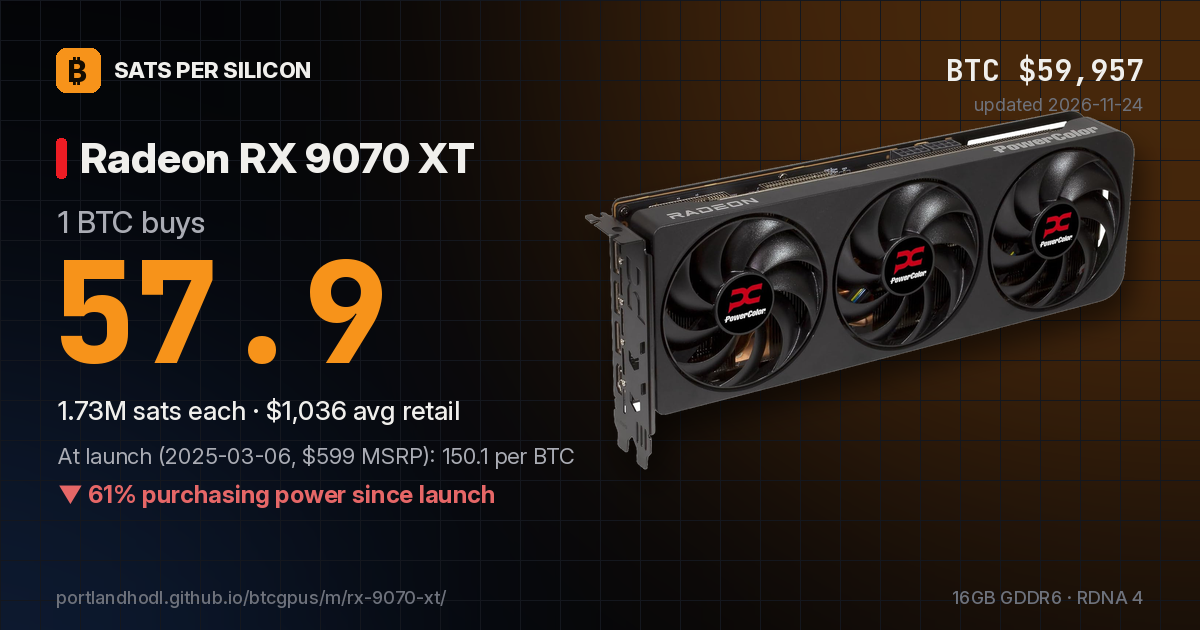 SATS PER SILICON
BTC $59,957
updated 2026-11-24
Radeon RX 9070 XT
1 BTC buys
57.9
1.73M sats each · $1,036 avg retail
At launch (2025-03-06, $599 MSRP): 150.1 per BTC
▼ 61% purchasing power since launch
RADEON
PowerColor
PowerColor
PowerColor
PowerColor
portlandhodl.github.io/btcgpus/m/rx-9070-xt/
16GB GDDR6 · RDNA 4